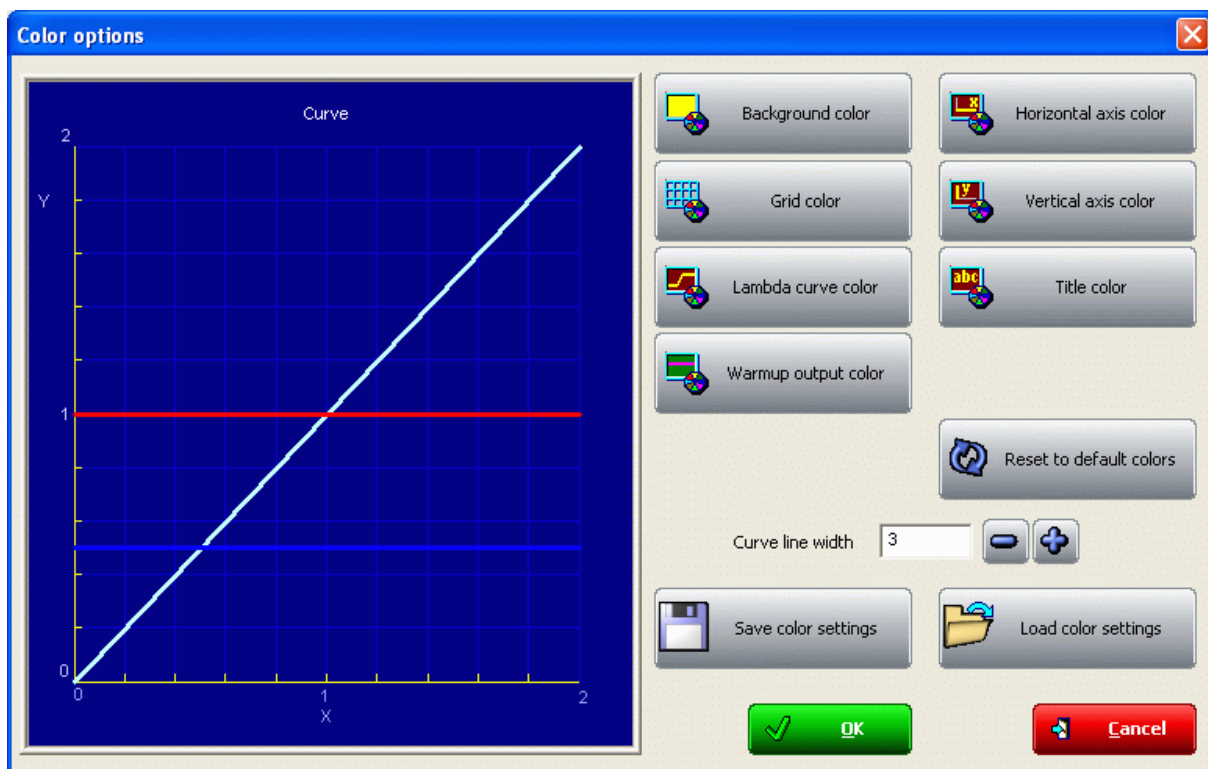 Color options
Curve
2
Y
1
0
0
1
2
X
Background color
Horizontal axis color
Grid color
Vertical axis color
Lambda curve color
abc
Title color
Warmup output color
Reset to default colors
Curve line width 3
Save color settings
Load color settings
OK
Cancel
x
y